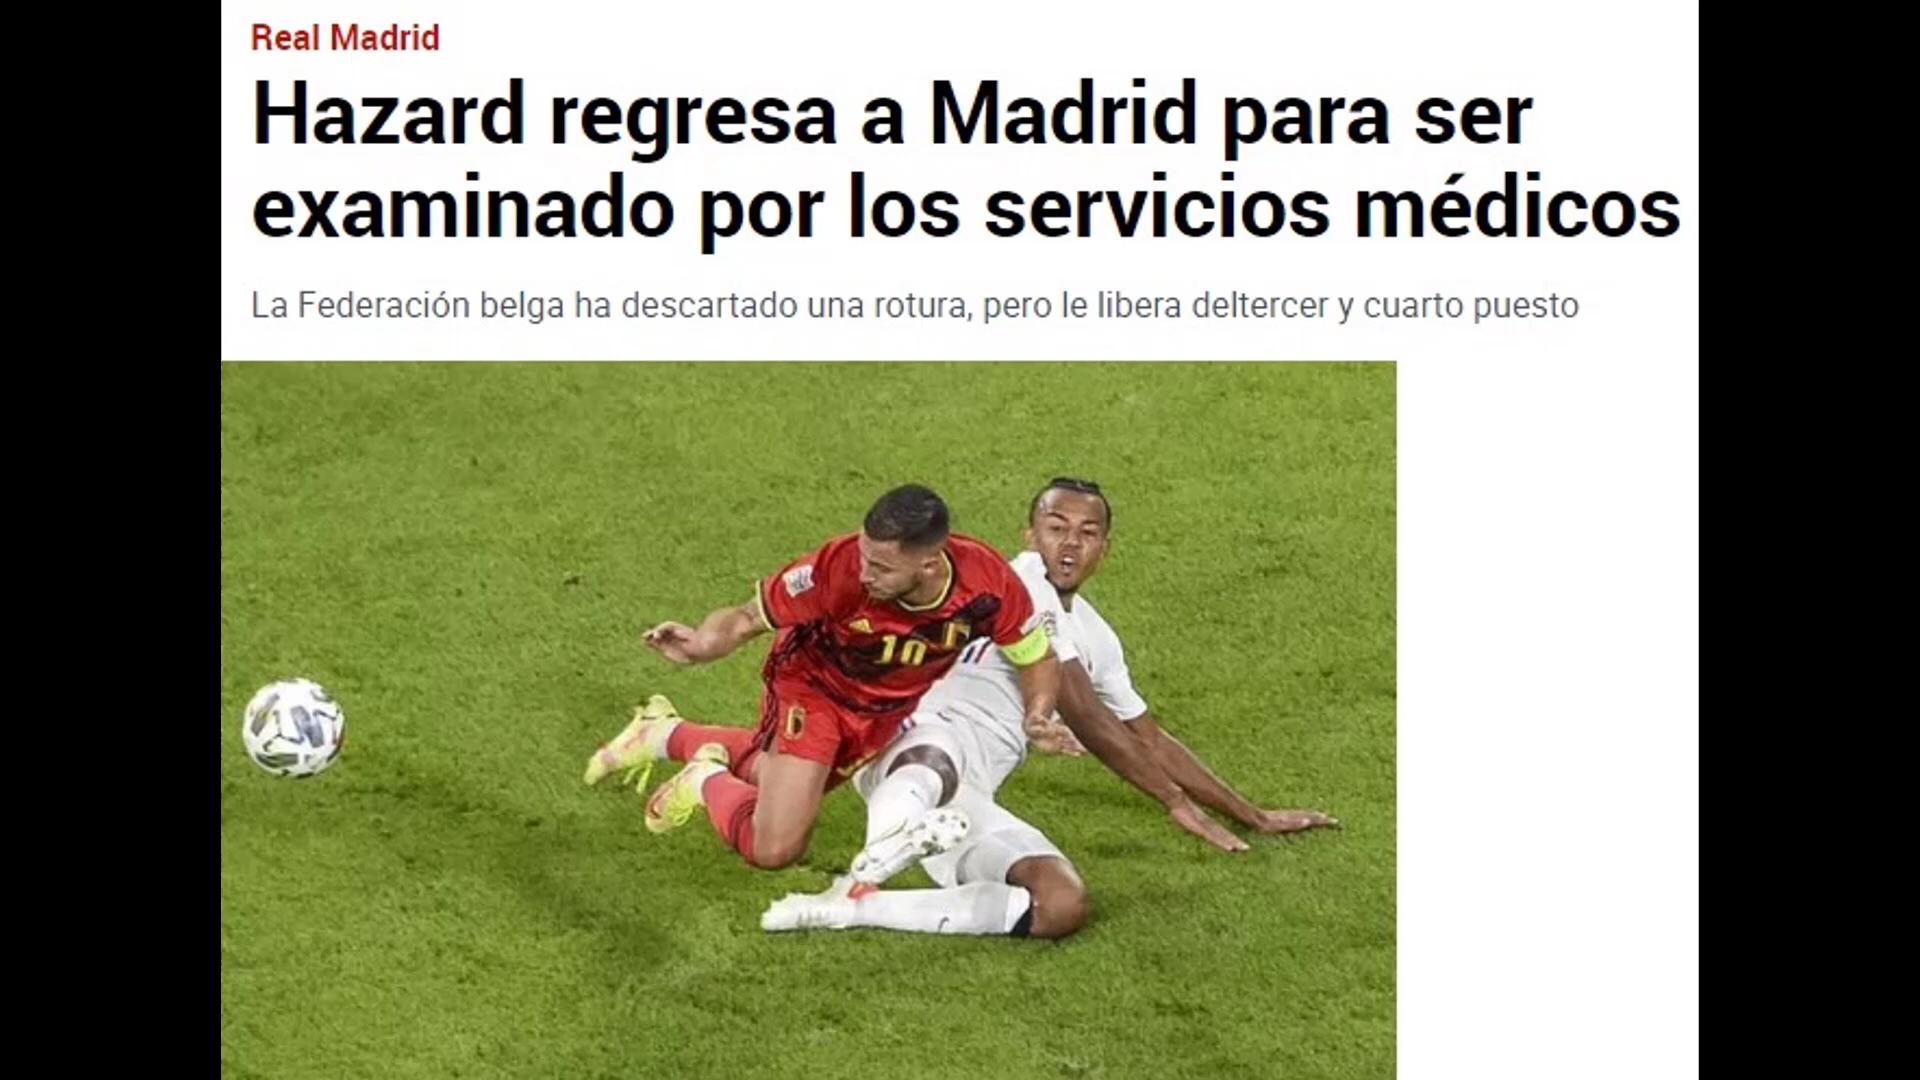 Real Madrid
Hazard regresa a Madrid para ser
examinado por los servicios médicos
La Federación belga ha descartado una rotura, pero le libera deltercer y cuarto puesto
10